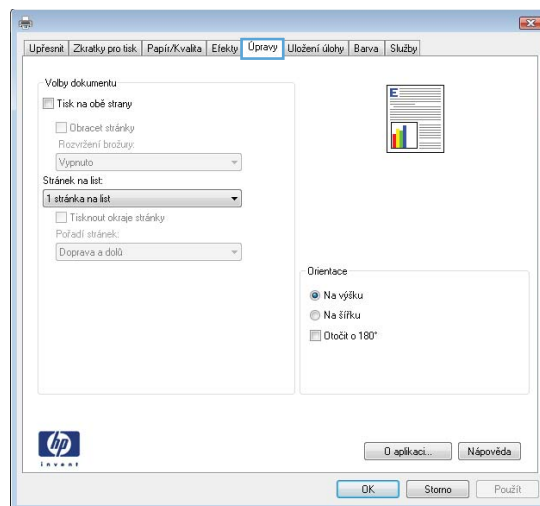 Upřesnit Zkratky pro tisk Papír/Kvalita Efekty Úpravy Uložení úlohy Barva Služby
Volby dokumentu
Tisk na obě strany
Obracet stránky
Rozvržení brožury:
Vypnuto
Stránek na list:
1 stránka na list
Tisknout okraje stránky
Pořadí stránek:
Doprava a dolů
E
Orientace
Na výšku
Na šířku
Otočit o 180°
hp
invent
O aplikaci... Nápověda
OK Storno Použít